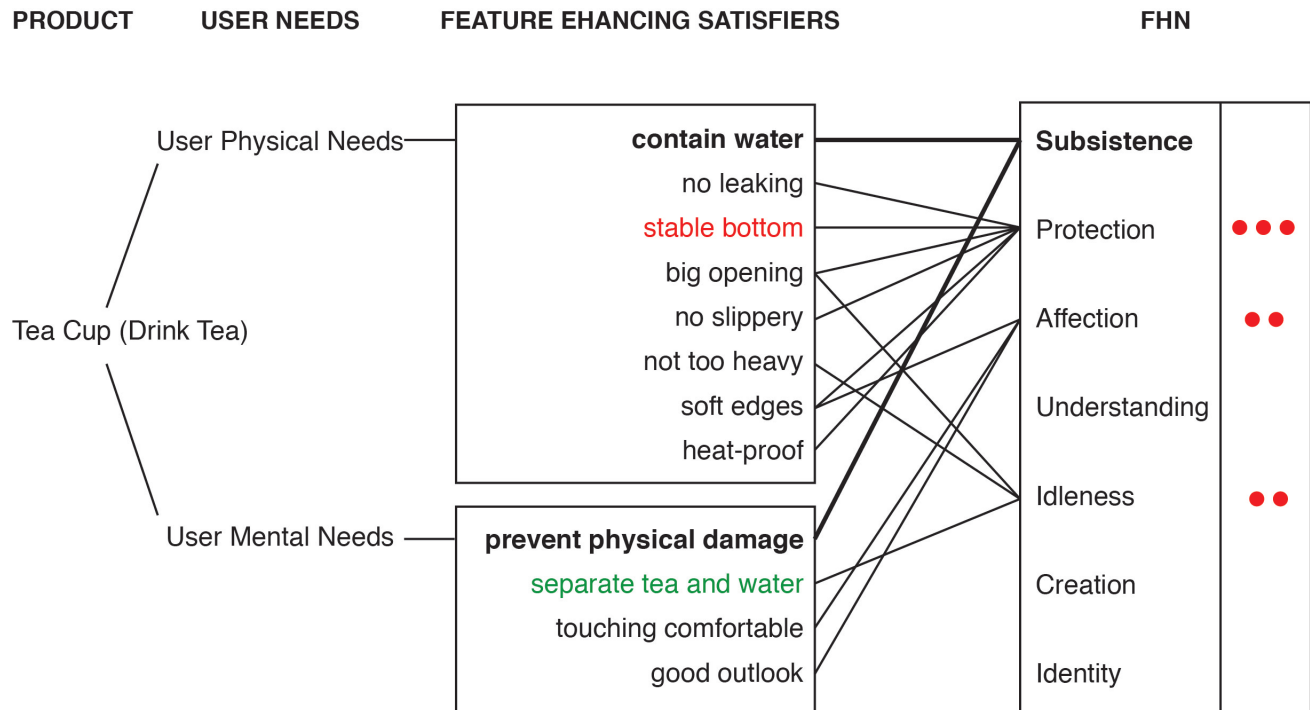 PRODUCT USER NEEDS FEATURE EHANCING SATISFIERS FHN
User Physical Needs
Tea Cup (Drink Tea)
User Mental Needs
contain water
no leaking
stable bottom
big opening
no slippery
not too heavy
soft edges
heat-proof
prevent physical damage
separate tea and water
touching comfortable
good outlook
Subsistence
Protection
Affection
Understanding
Idleness
Creation
Identity